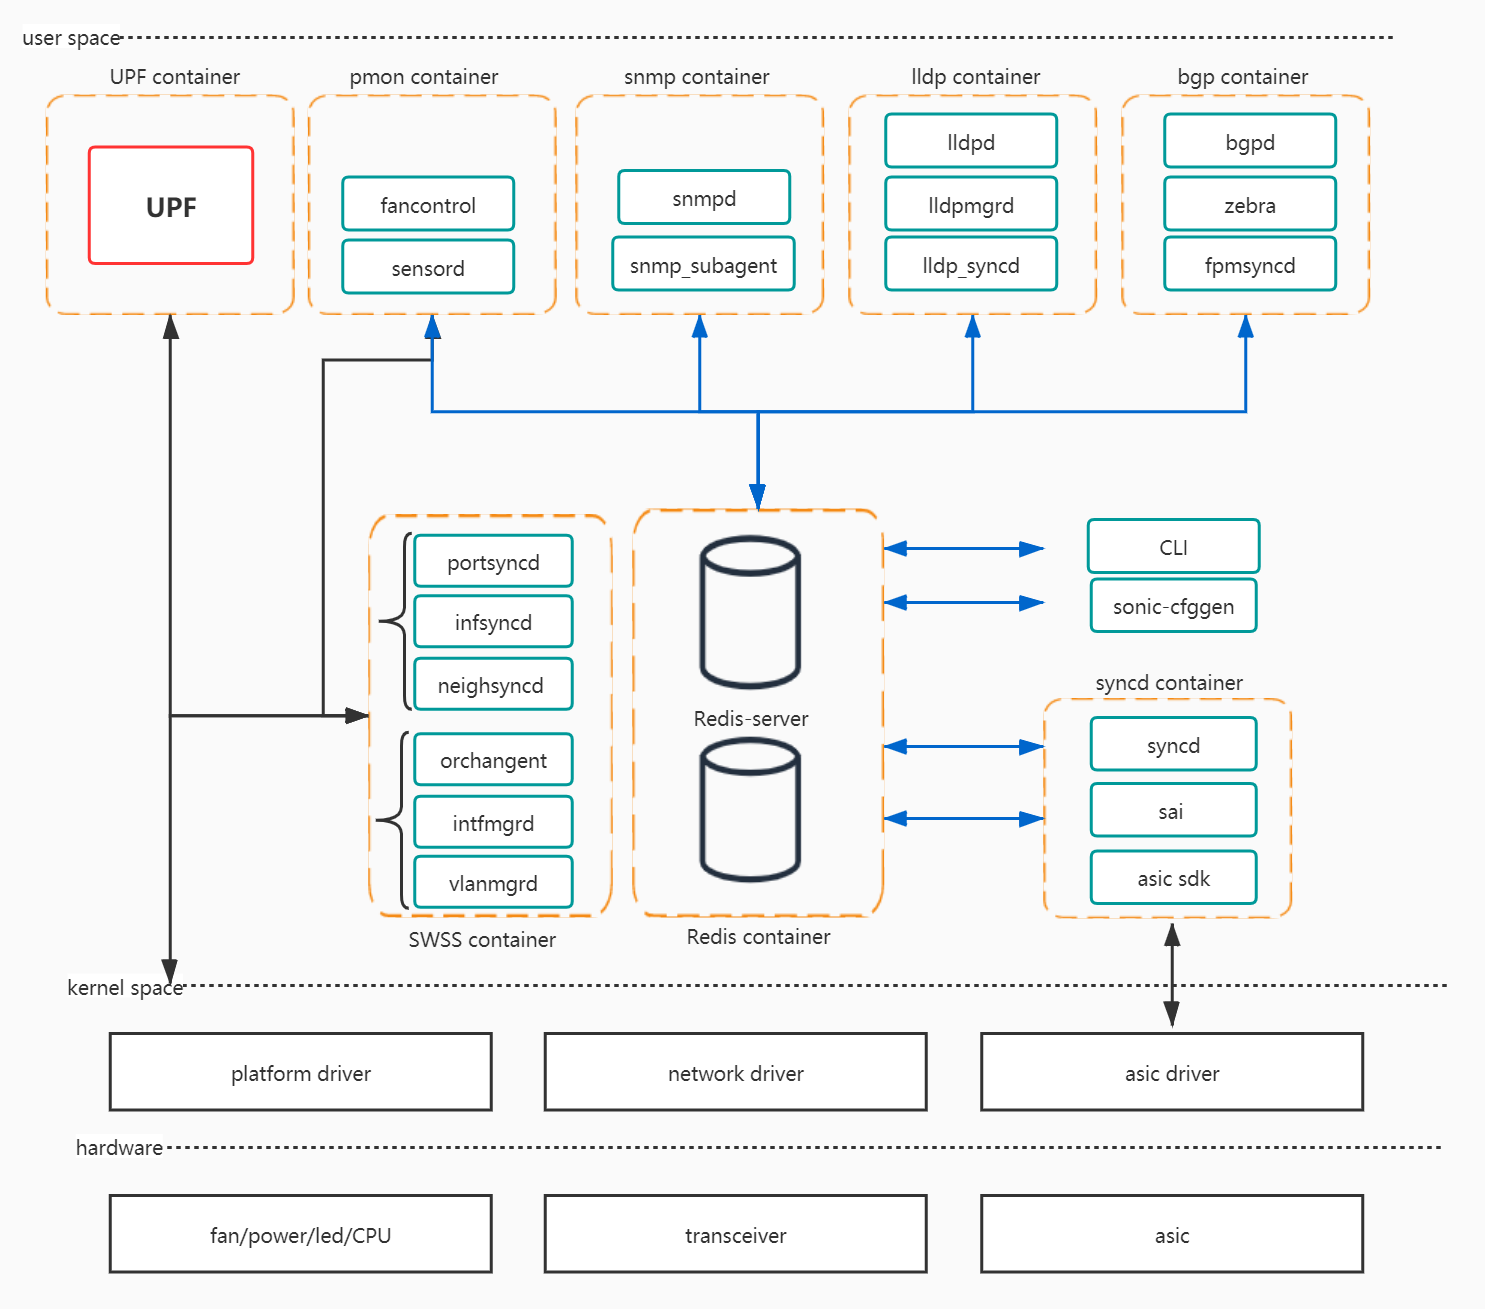 user space
UPF container
pmon container
snmp container
lldp container
bgp container
UPF
fancontrol
sensord
snmpd
snmp_subagent
lldpd
lldpmgrd
lldp_syncd
bgpd
zebra
fpmsyncd
portsyncd
infsyncd
neighsyncd
orchangent
intfmgrd
vlanmgrd
SWSS container
Redis-server
Redis container
CLI
sonic-cfggen
syncd container
syncd
sai
asic sdk
kernel space
platform driver
network driver
asic driver
hardware
fan/power/led/CPU
transceiver
asic